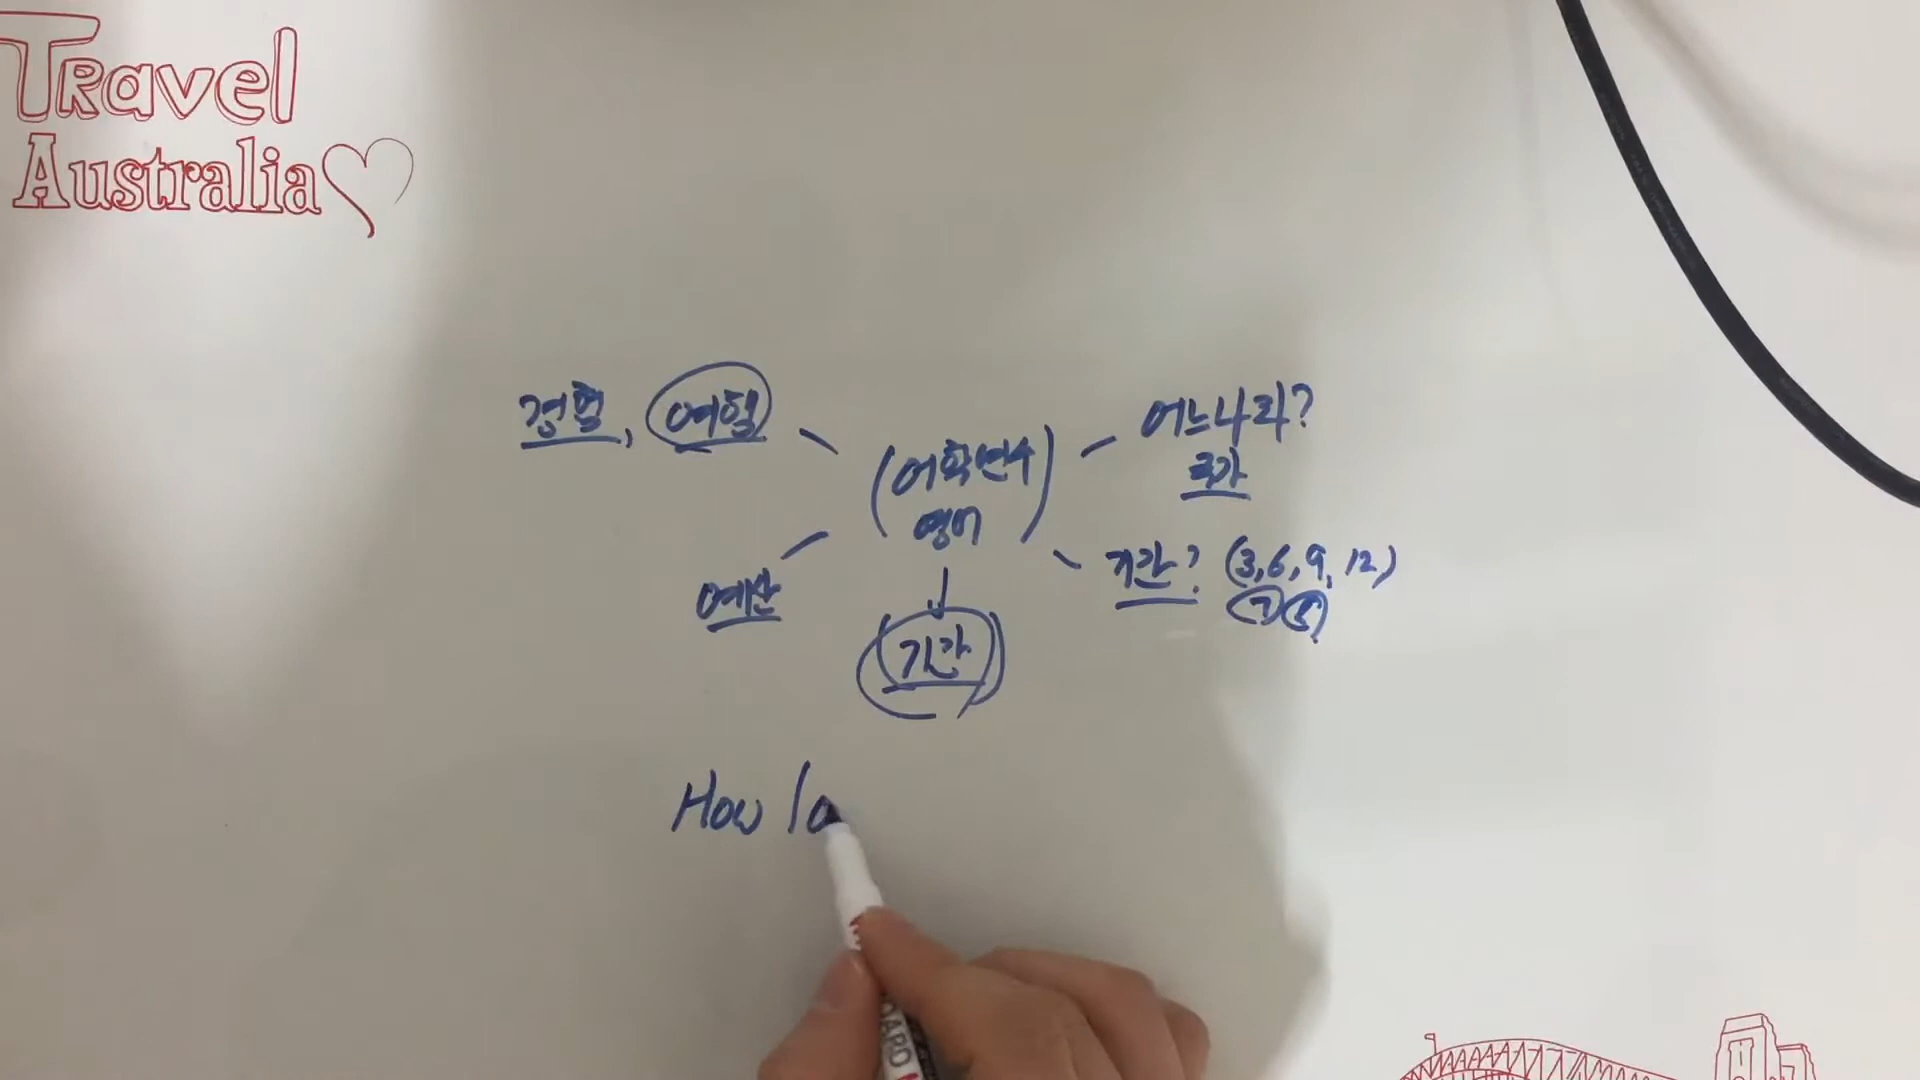 Travel
Australia
경험, 여행
(어학연수
영어)
어느나라?
국가
예산
기간? (3, 6, 9, 12)
기간
How lo